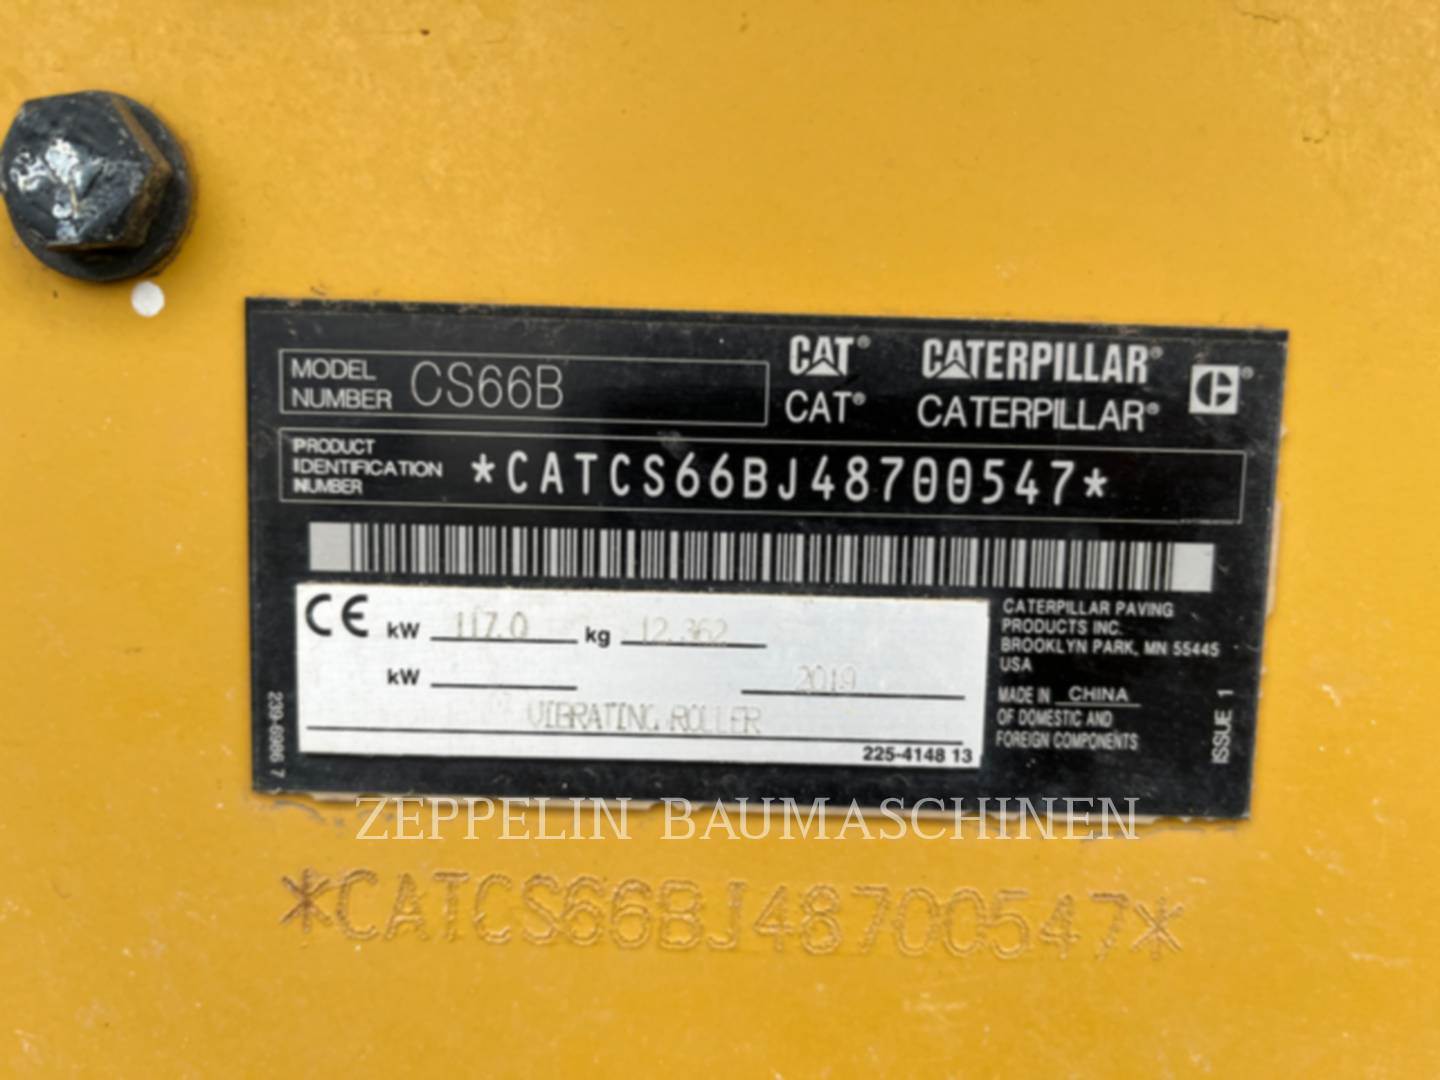 MODEL NUMBER CS66B
CAT® CATERPILLAR®
CAT® CATERPILLAR®
PRODUCT IDENTIFICATION NUMBER *CATCS66BJ48700547*
CE kW 117.0 kg 12.362
kW 2019
VIBRATING ROLLER
225-4148 13
CATERPILLAR PAVING
PRODUCTS INC.
BROOKLYN PARK, MN 55445
USA
MADE IN CHINA
OF DOMESTIC AND
FOREIGN COMPONENTS
ISSUE 1
239-6986 7
ZEPPELIN BAUMASCHINEN
*CATCS66BJ48700547*